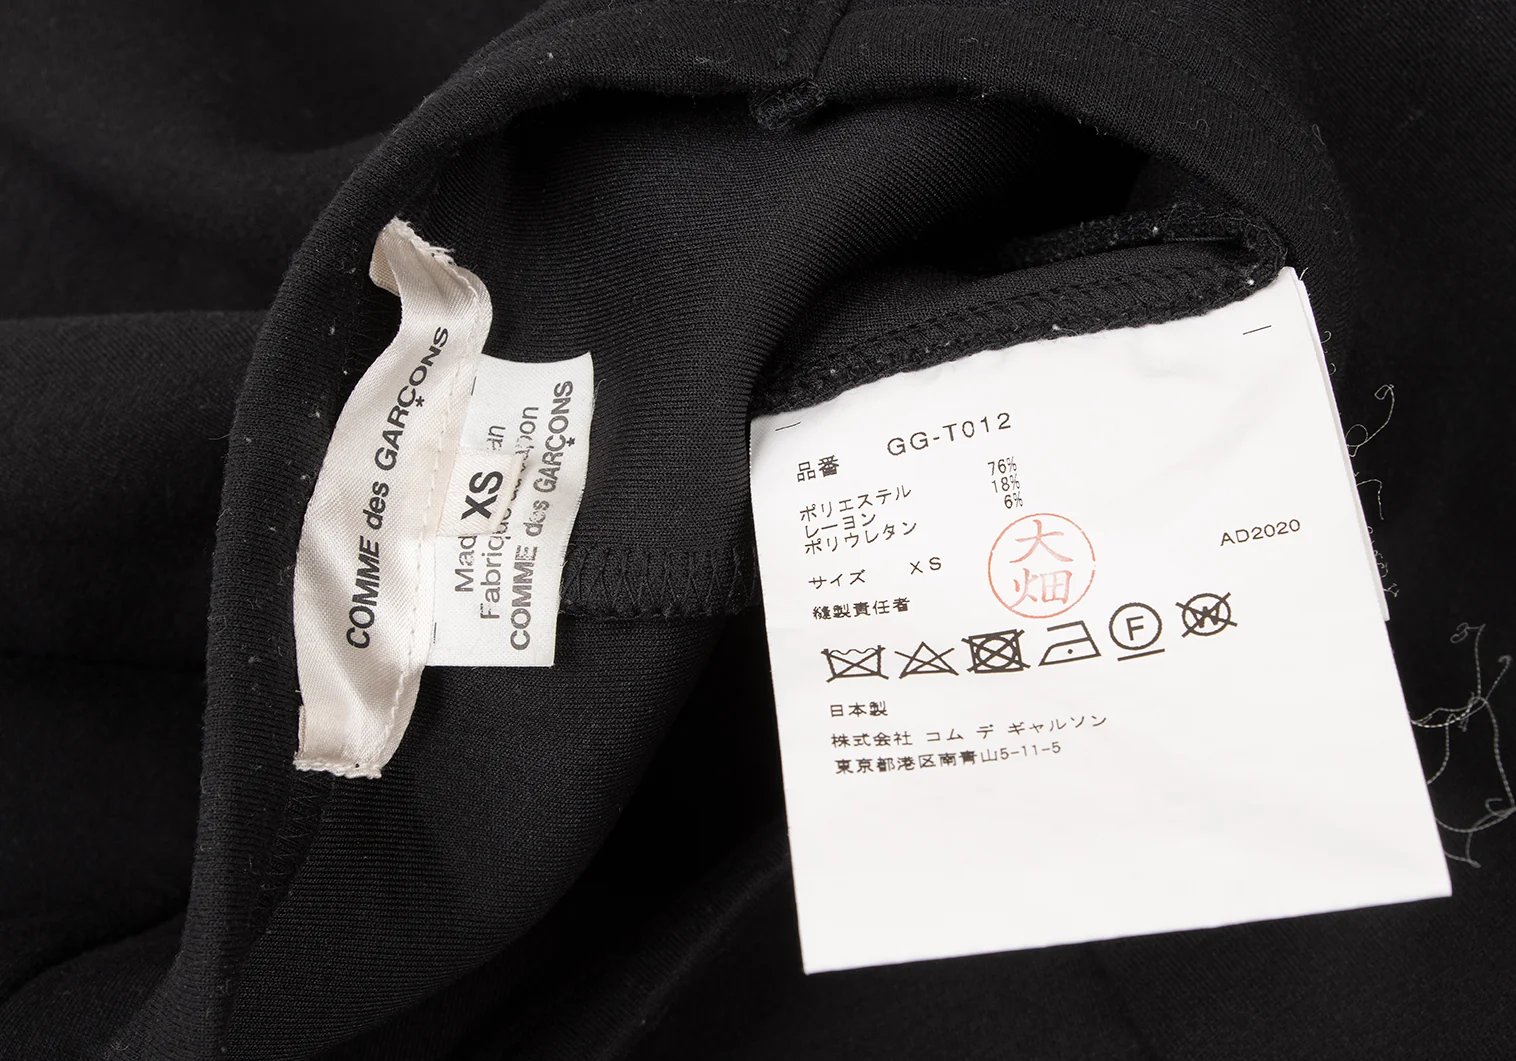 COMME des GARÇONS
*
XS
Mad
Fabriqu
COMME des GARÇONS
*
品番 GG-T012
ポリエステル 76%
レーヨン 18%
ポリウレタン 6%
大畑
AD2020
サイズ XS
縫製責任者
F
W
日本製
株式会社 コム デ ギャルソン
東京都港区南青山5-11-5